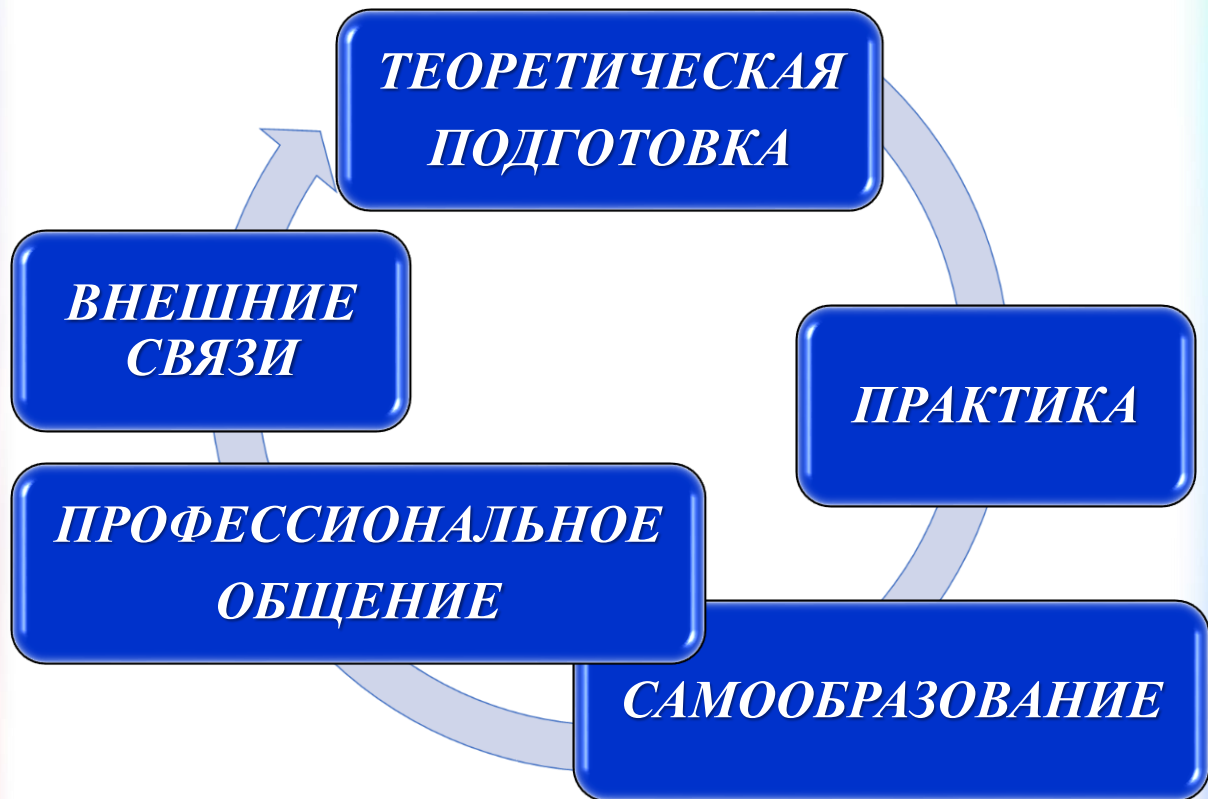 ТЕОРЕТИЧЕСКАЯ
ПОДГОТОВКА
ПРАКТИКА
САМООБРАЗОВАНИЕ
ПРОФЕССИОНАЛЬНОЕ
ОБЩЕНИЕ
ВНЕШНИЕ
СВЯЗИ